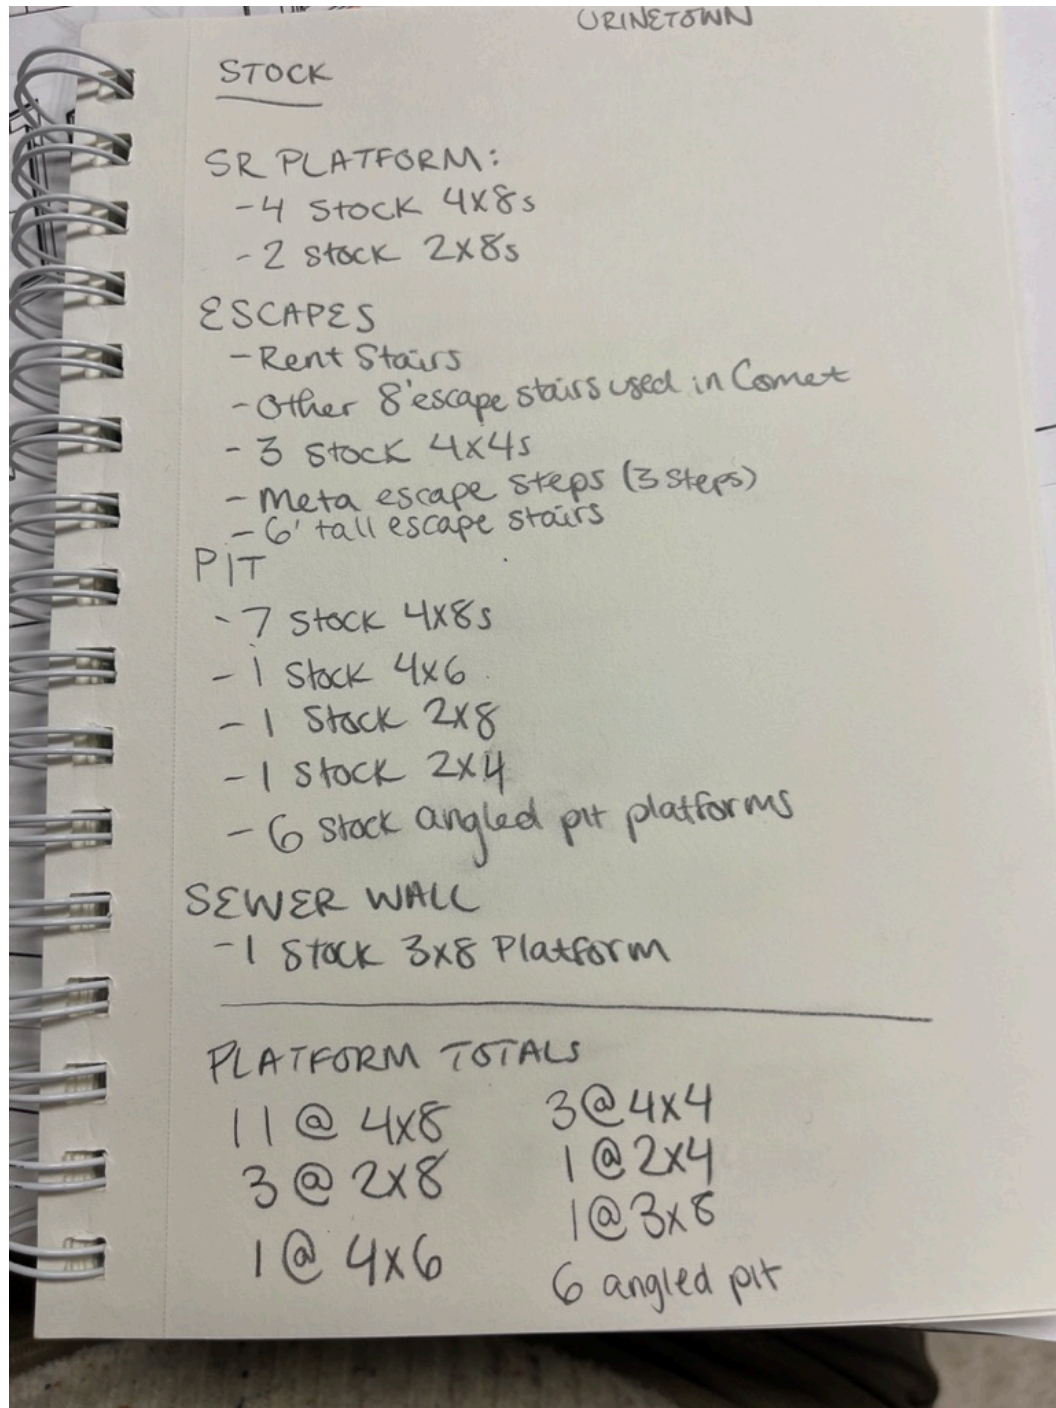 URINETOWN
STOCK
SR PLATFORM:
-4 Stock 4x8s
-2 stock 2x8s
ESCAPES
-Rent Stairs
-Other 8' escape stairs used in Comet
-3 Stock 4x4s
-Meta escape steps (3 steps)
-6' tall escape stairs
PIT
-7 Stock 4x8s
-1 Stock 4x6
-1 Stock 2x8
-1 Stock 2x4
-6 stock angled pit platforms
SEWER WALL
-1 Stock 3x8 Platform
PLATFORM TOTALS
11 @ 4x8
3 @ 2x8
1 @ 4x6
3 @ 4x4
1 @ 2x4
1 @ 3x8
6 angled pit